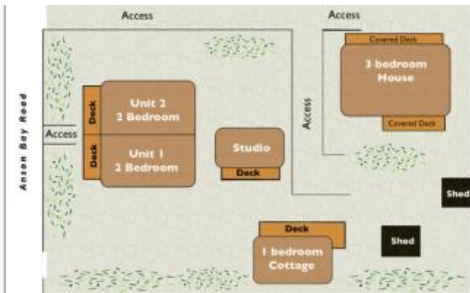 Access
Access
Covered Deck
3 bedroom
House
Covered Deck
Anson Bay Road
Deck
Unit 2
2 Bedroom
Access
Access
Deck
Unit 1
2 Bedroom
Studio
Deck
Shed
Deck
1 bedroom
Cottage
Shed